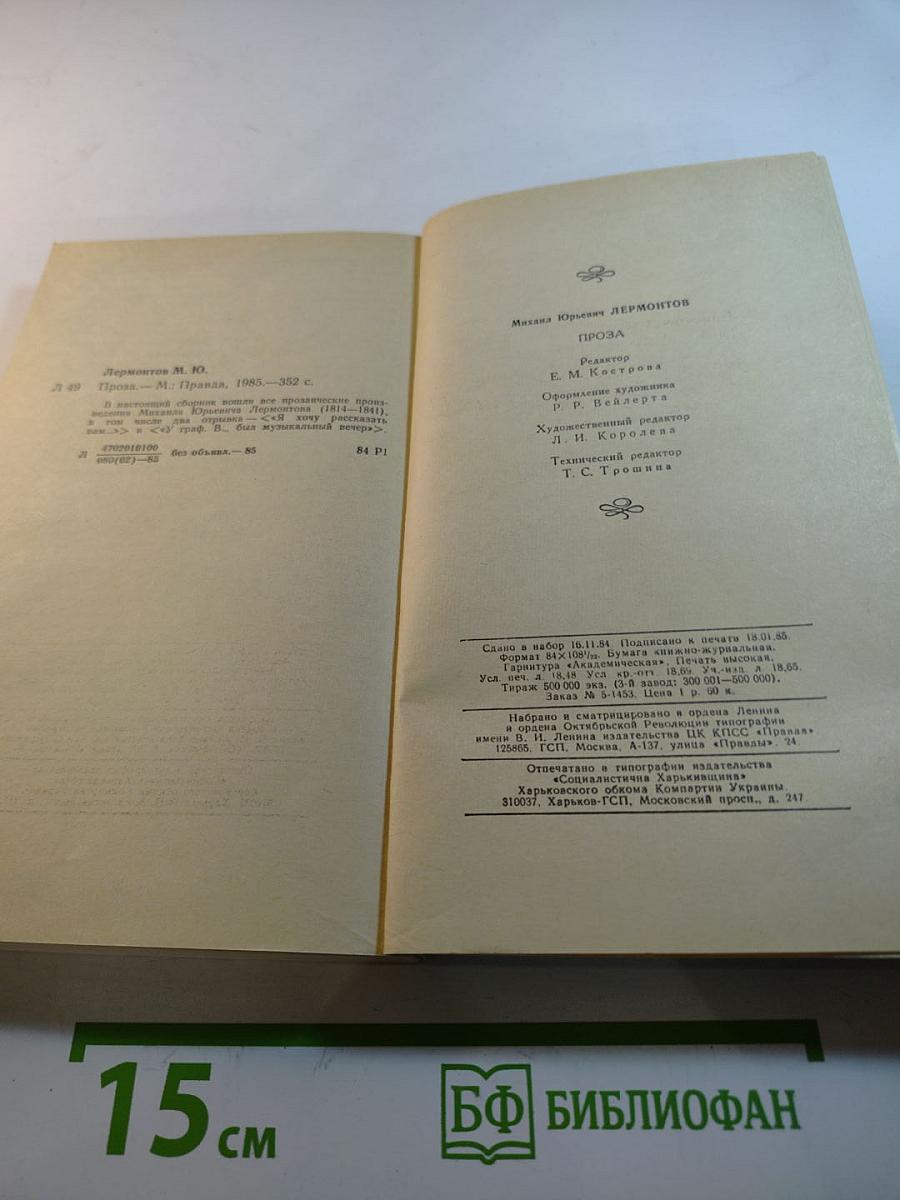 Лермонтов М. Ю.
Л 49 Проза.— М.: Правда, 1985.—352 с.
В настоящий сборник вошли все прозаические произ-
ведения Михаила Юрьевича Лермонтова (1814—1841),
в том числе два отрывка—<«Я хочу рассказать
вам...»> и <«У граф. В... был музыкальный вечер»>.
Л 4702010100
080(02)—85 без объявл.— 85 84 Р1
Михаил Юрьевич ЛЕРМОНТОВ
ПРОЗА
Редактор
Е. М. Кострова
Оформление художника
Р. Р. Вейлерта
Художественный редактор
Л. И. Королева
Технический редактор
Т. С. Трошина
Сдано в набор 16.11.84. Подписано к печати 18.01.85.
Формат 84×108¹/₃₂. Бумага книжно-журнальная.
Гарнитура «Академическая». Печать высокая.
Усл. печ. л. 18,48 Усл кр.-отт. 18,69. Уч.-изд. л. 18,65.
Тираж 500 000 экз. (3-й завод: 300 001—500 000).
Заказ № 5-1453. Цена 1 р. 60 к.
Набрано и сматрицировано в ордена Ленина
и ордена Октябрьской Революции типографии
имени В. И. Ленина издательства ЦК КПСС «Правда»
125865, ГСП, Москва, А-137, улица «Правды», 24.
Отпечатано в типографии издательства
«Социалистична Харькивщина»
Харьковского обкома Компартии Украины,
310037, Харьков-ГСП, Московский просп., д. 247.
15 см
БФ БИБЛИОФАН